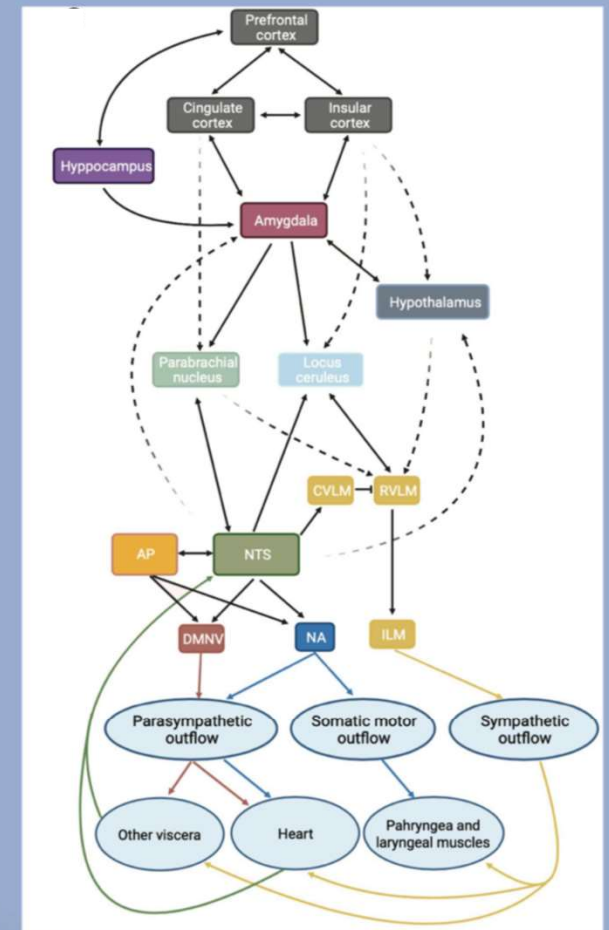 Prefrontal
cortex
Cingulate
cortex
Insular
cortex
Hyppocampus
Amygdala
Hypothalamus
Parabrachial
nucleus
Locus
ceruleus
CVLM
RVLM
AP
NTS
DMNV
NA
ILM
Parasympathetic
outflow
Somatic motor
outflow
Sympathetic
outflow
Other viscera
Heart
Pahryngea and
laryngeal muscles